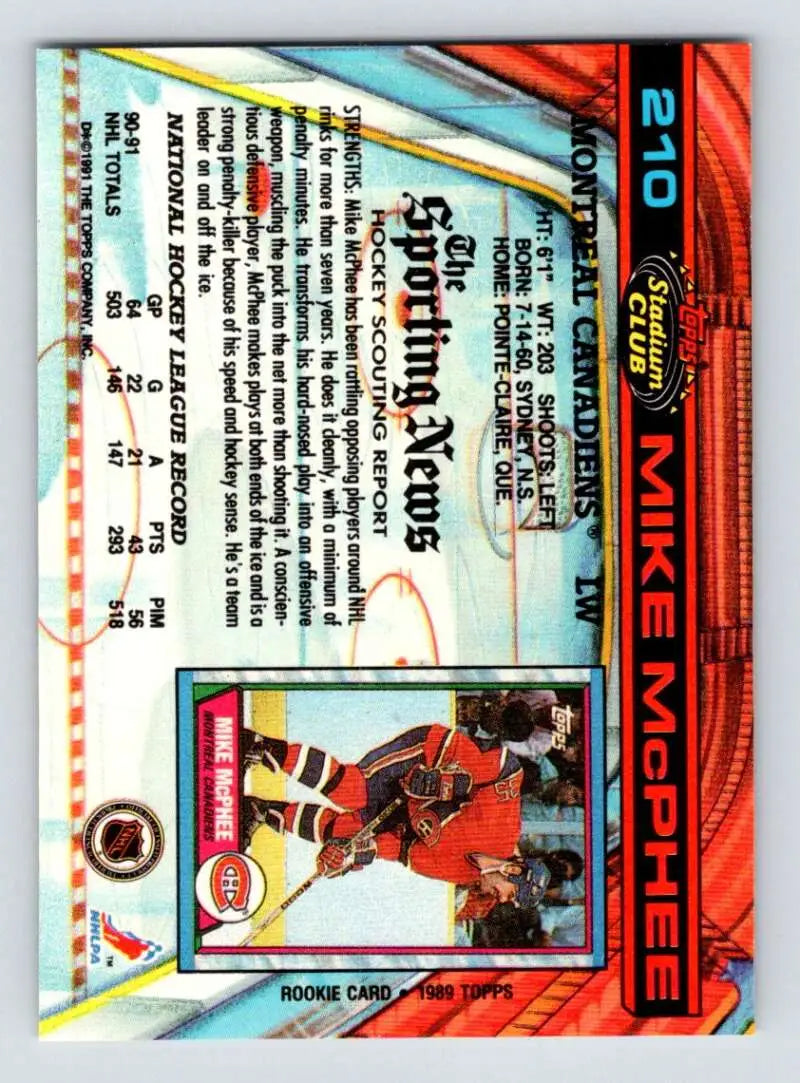 210
Topps
Stadium
CLUB
MIKE McPHEE
MONTREAL CANADIENS® LW
HT: 6'1" WT: 203 SHOOTS: LEFT
BORN: 7-14-60, SYDNEY, N.S.
HOME: POINTE-CLAIRE, QUE.
The
Sporting News
HOCKEY SCOUTING REPORT
STRENGTHS: Mike McPhee has been rattling opposing players around NHL
rinks for more than seven years. He does it cleanly, with a minimum of
penalty minutes. He transforms his hard-nosed play into an offensive
weapon, muscling the puck into the net more than shooting it. A conscien-
tious defensive player, McPhee makes plays at both ends of the ice and is a
strong penalty-killer because of his speed and hockey sense. He's a team
leader on and off the ice.
NATIONAL HOCKEY LEAGUE RECORD
GP G A PTS PIM
90-91 64 22 21 43 56
NHL TOTALS 503 146 147 293 518
DH ©1991 THE TOPPS COMPANY, INC.
topps
MIKE McPHEE
MONTREAL CANADIENS
ROOKIE CARD • 1989 TOPPS
NHL
NHLPA
TM